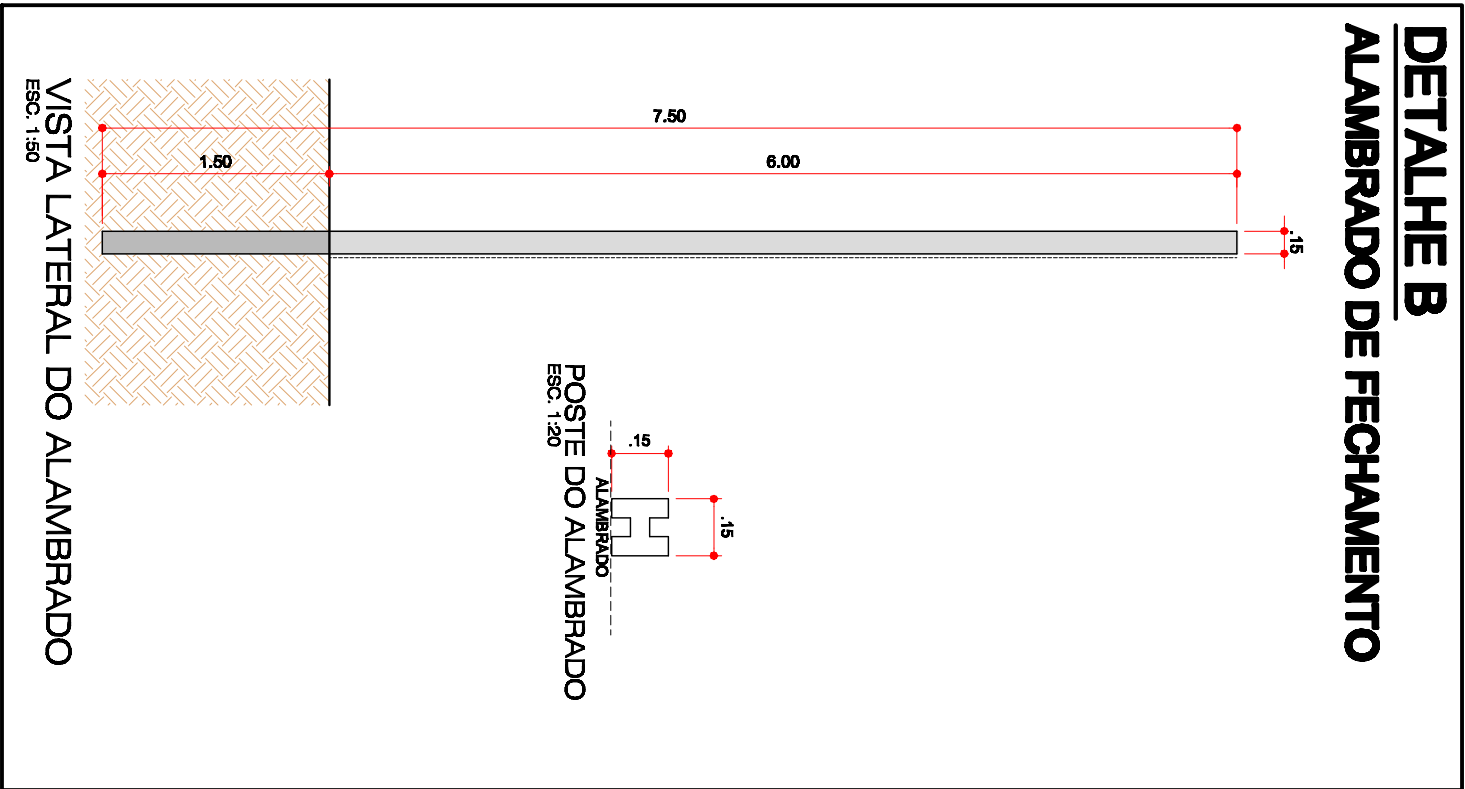 DETALHE B
ALAMBRADO DE FECHAMENTO
.15
7.50
6.00
1.50
.15
.15
ALAMBRADO
POSTE DO ALAMBRADO
ESC. 1:20
VISTA LATERAL DO ALAMBRADO
ESC. 1:50